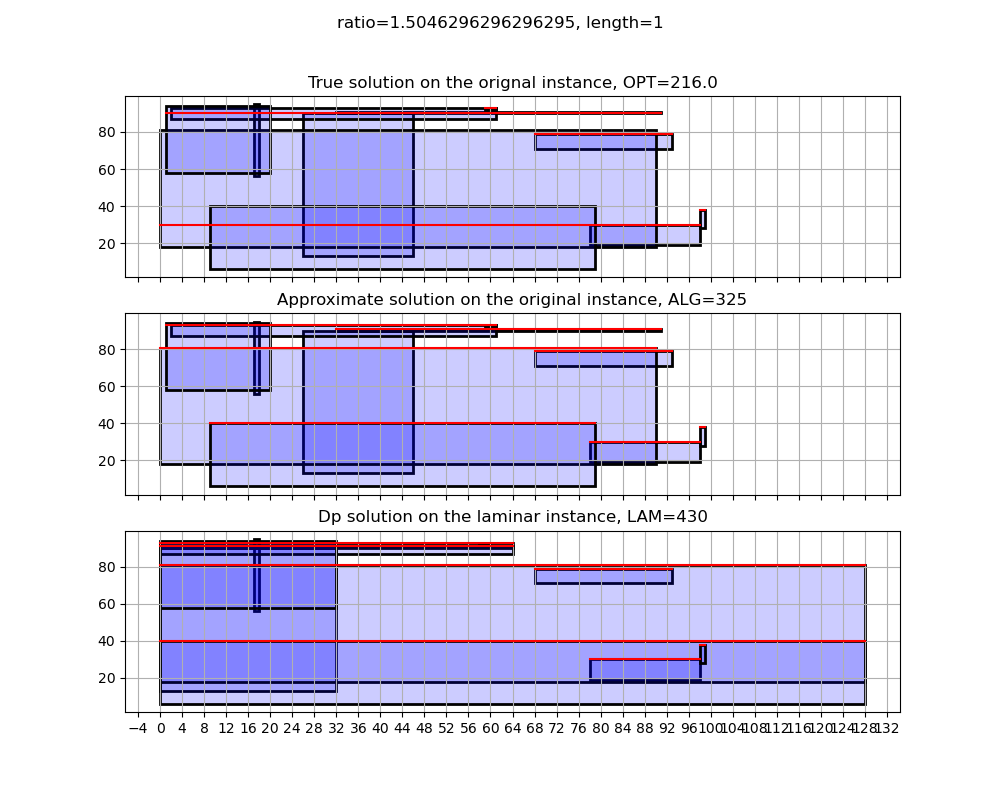 ratio=1.5046296296296295, length=1
True solution on the orignal instance, OPT=216.0
80
60
40
20
Approximate solution on the original instance, ALG=325
80
60
40
20
Dp solution on the laminar instance, LAM=430
80
60
40
20
−4 0 4 8 12 16 20 24 28 32 36 40 44 48 52 56 60 64 68 72 76 80 84 88 92 96 100 104 108 112 116 120 124 128 132